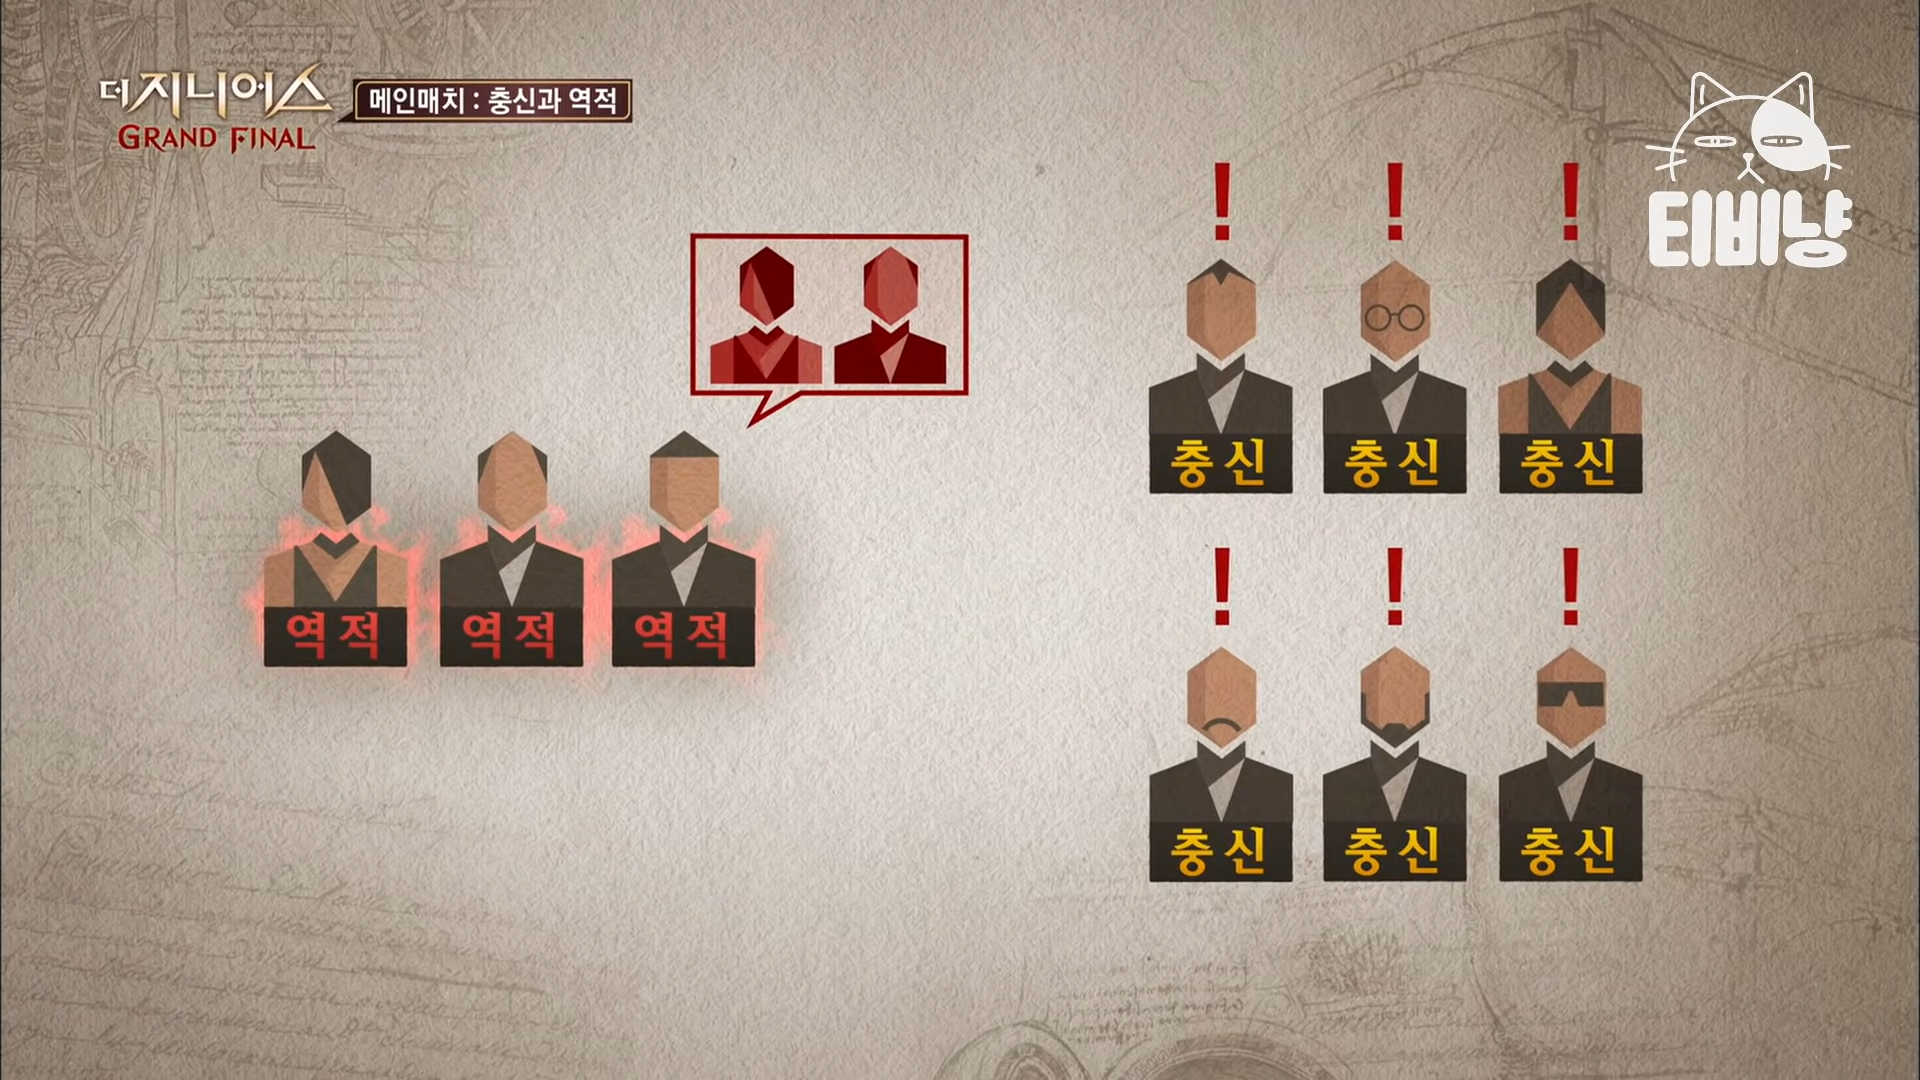 더 지니어스
GRAND FINAL
메인매치 : 충신과 역적
티비냥
충신 충신 충신
역적 역적 역적
충신 충신 충신